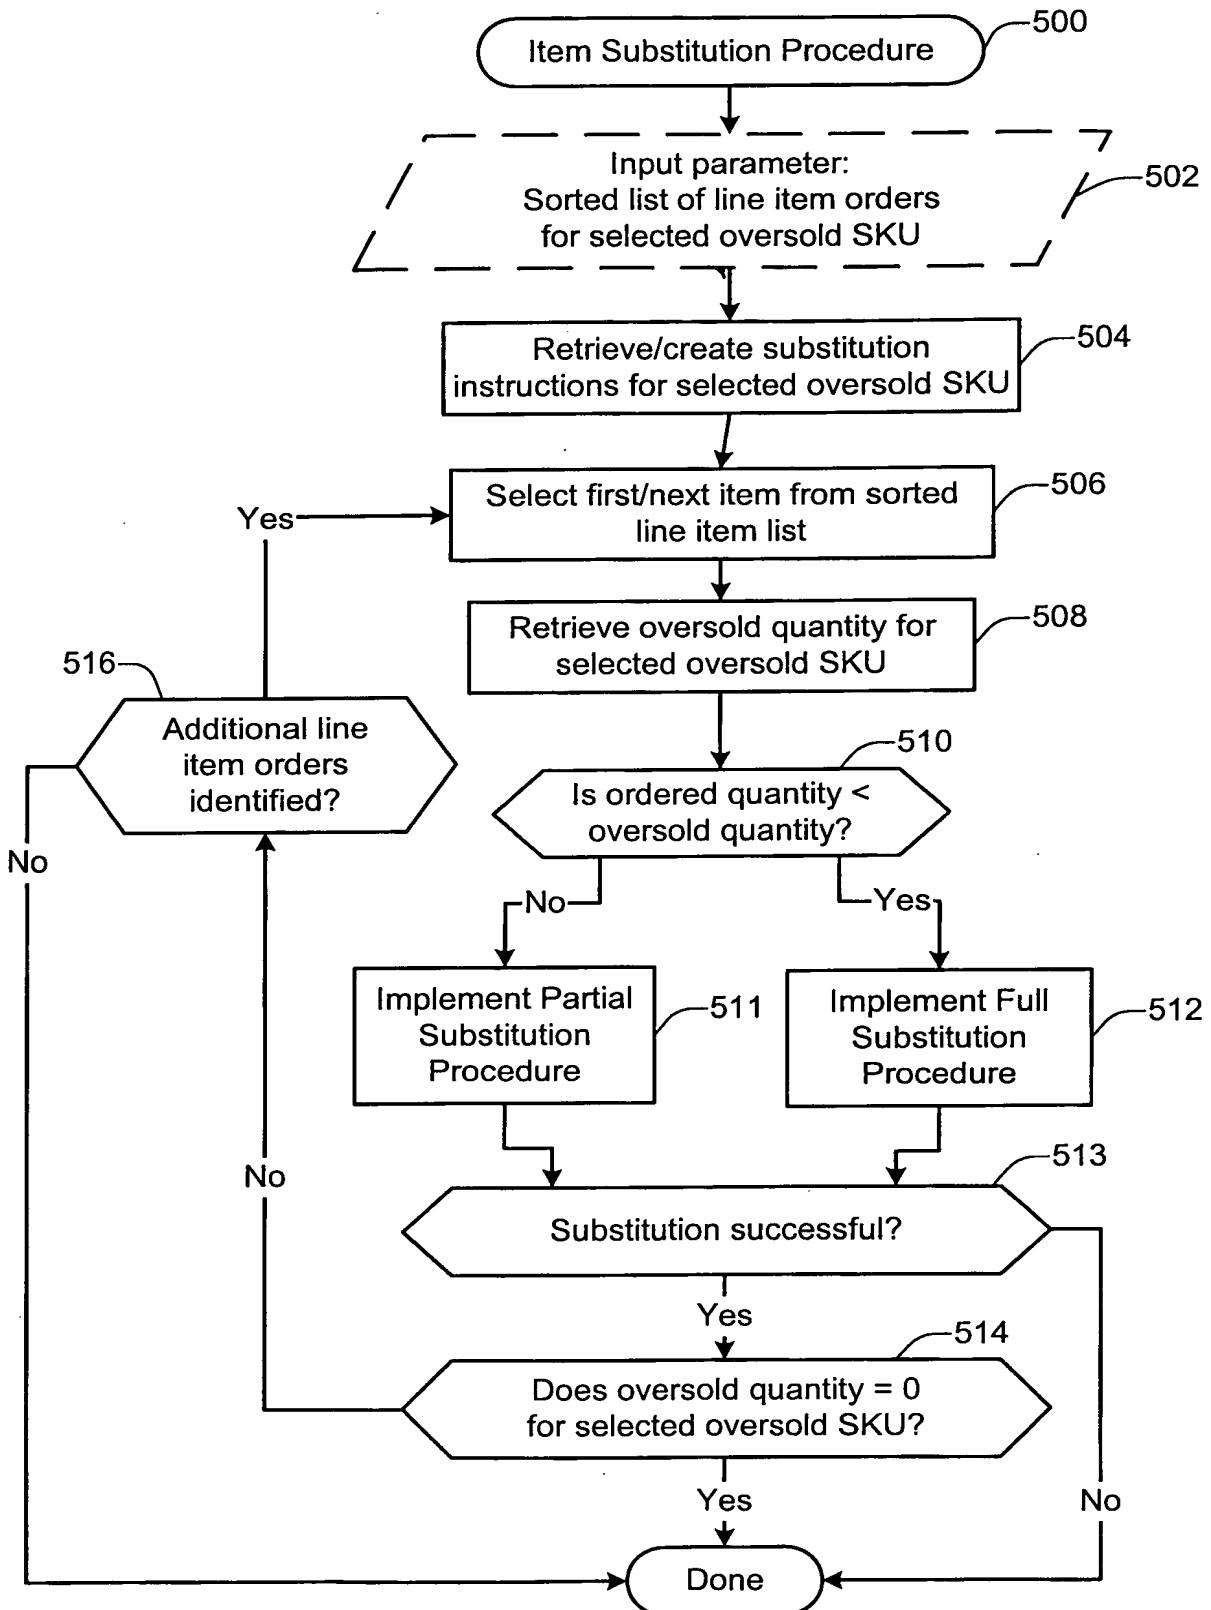 Item Substitution Procedure
500
Input parameter:
Sorted list of line item orders
for selected oversold SKU
502
Retrieve/create substitution
instructions for selected oversold SKU
504
Select first/next item from sorted
line item list
506
Yes
Retrieve oversold quantity for
selected oversold SKU
508
516
Additional line
item orders
identified?
510
Is ordered quantity <
oversold quantity?
No
No
Yes
Implement Partial
Substitution
Procedure
511
Implement Full
Substitution
Procedure
512
No
513
Substitution successful?
Yes
514
Does oversold quantity = 0
for selected oversold SKU?
Yes
No
Done